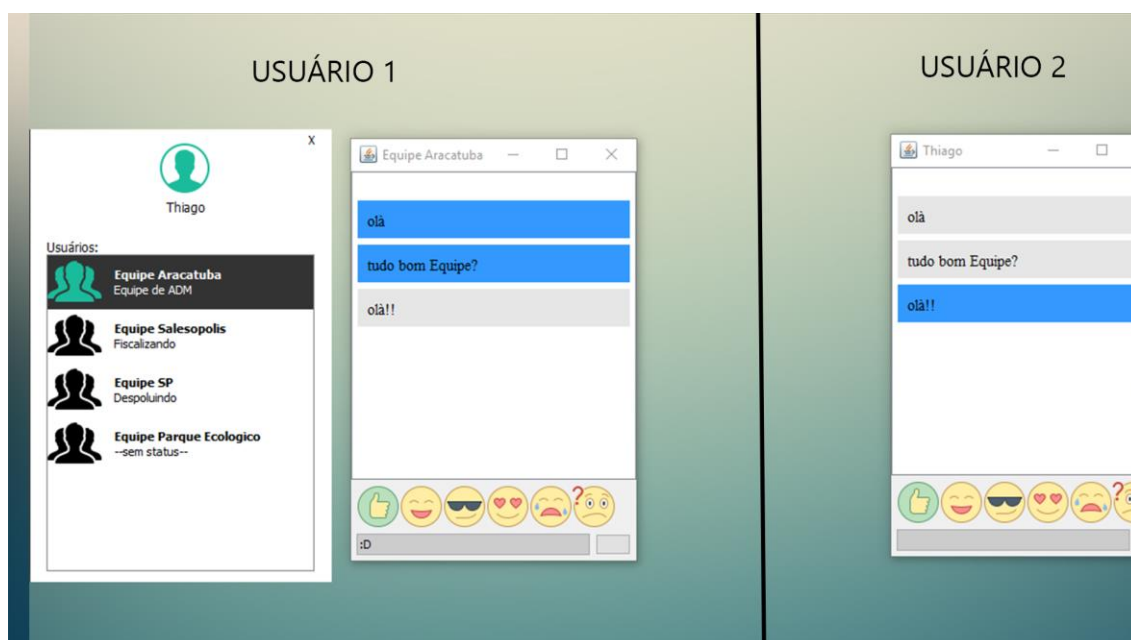 USUÁRIO 1
X
Thiago
Usuários:
Equipe Aracatuba
Equipe de ADM
Equipe Salesopolis
Fiscalizando
Equipe SP
Despoluindo
Equipe Parque Ecologico
--sem status--
Equipe Aracatuba
olà
tudo bom Equipe?
olà!!
?
:D
USUÁRIO 2
Thiago
olà
tudo bom Equipe?
olà!!
?